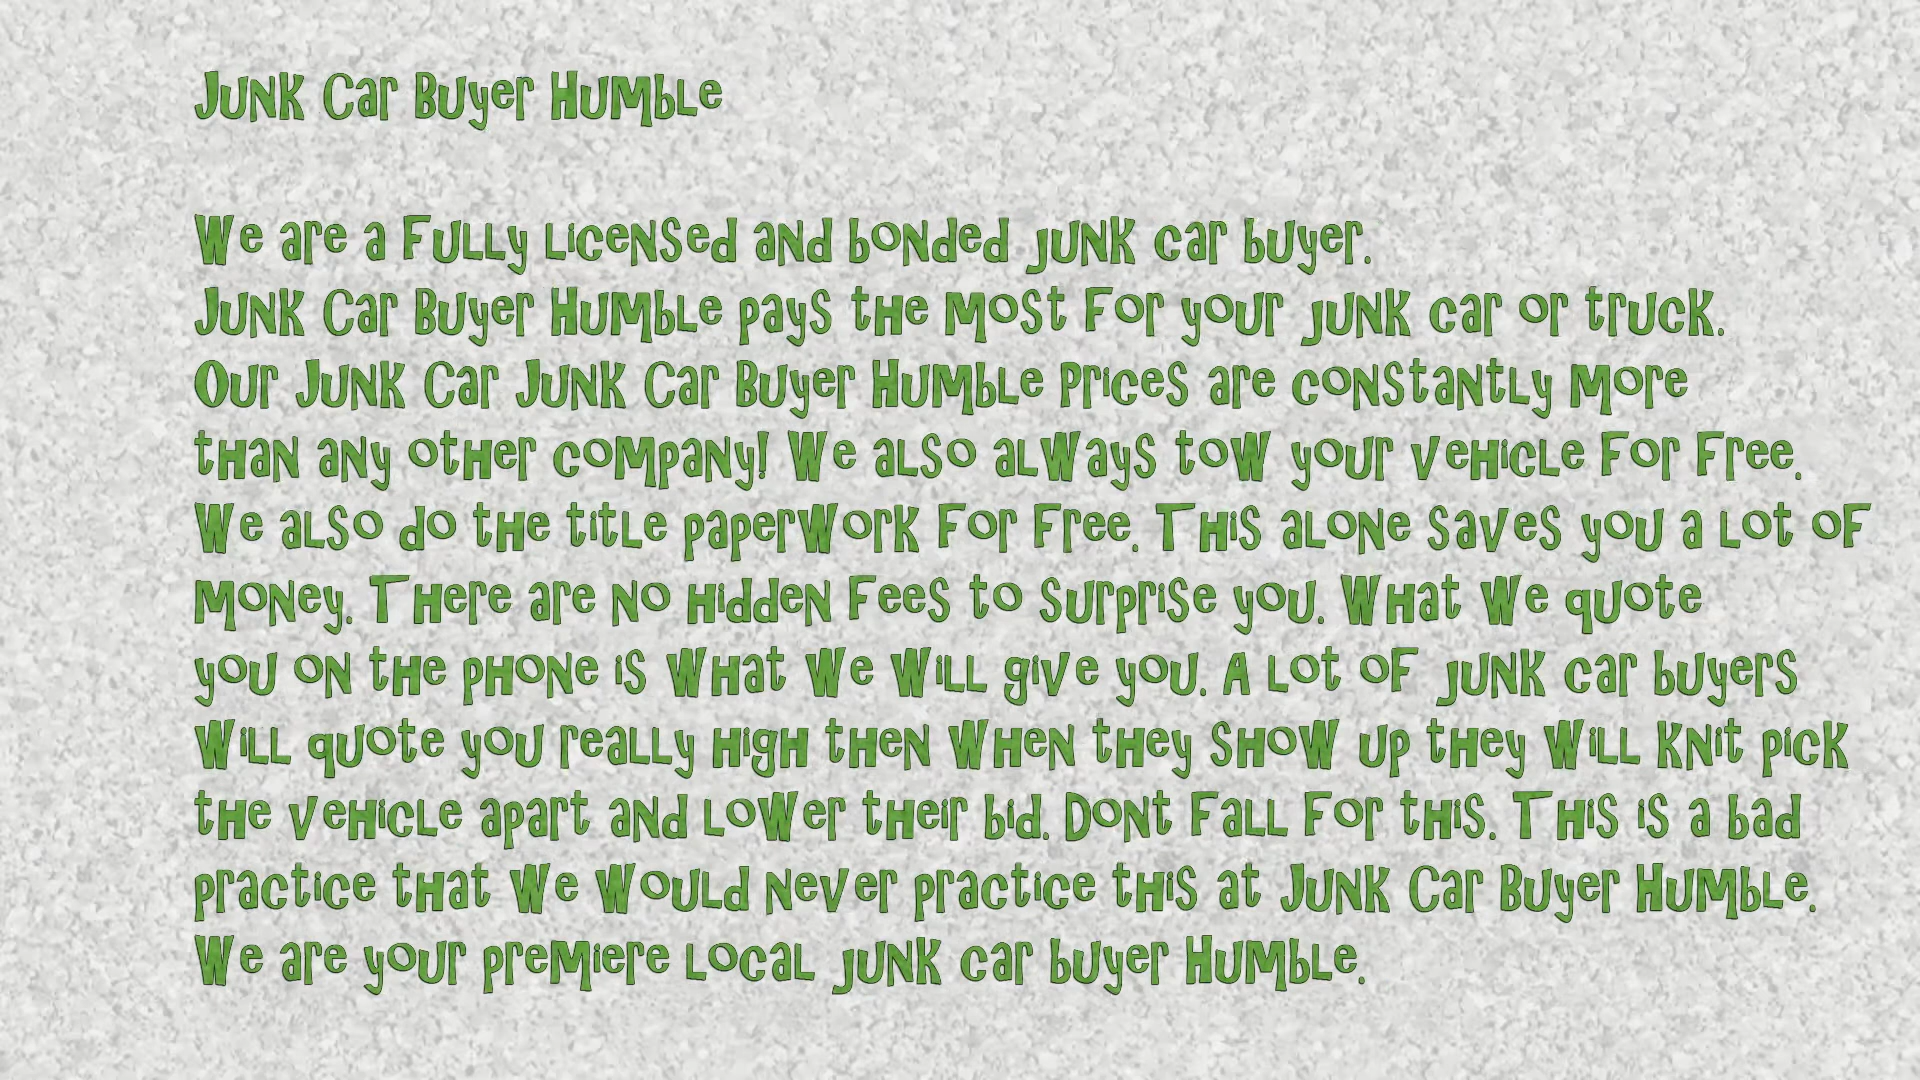 Junk Car Buyer Humble
We are a fully licensed and bonded junk car buyer.
Junk Car Buyer Humble pays the most for your junk car or truck.
Our Junk Car Junk Car Buyer Humble Prices are constantly more
than any other company! We also always tow your vehicle for free.
We also do the title paperwork for free. This alone saves you a lot of
money. There are no hidden fees to surprise you. What we quote
you on the phone is what we will give you. A lot of junk car buyers
will quote you really high then when they show up they will knit pick
the vehicle apart and lower their bid. Dont fall for this. This is a bad
practice that we would never practice this at Junk Car Buyer Humble.
We are your premiere local junk car buyer Humble.